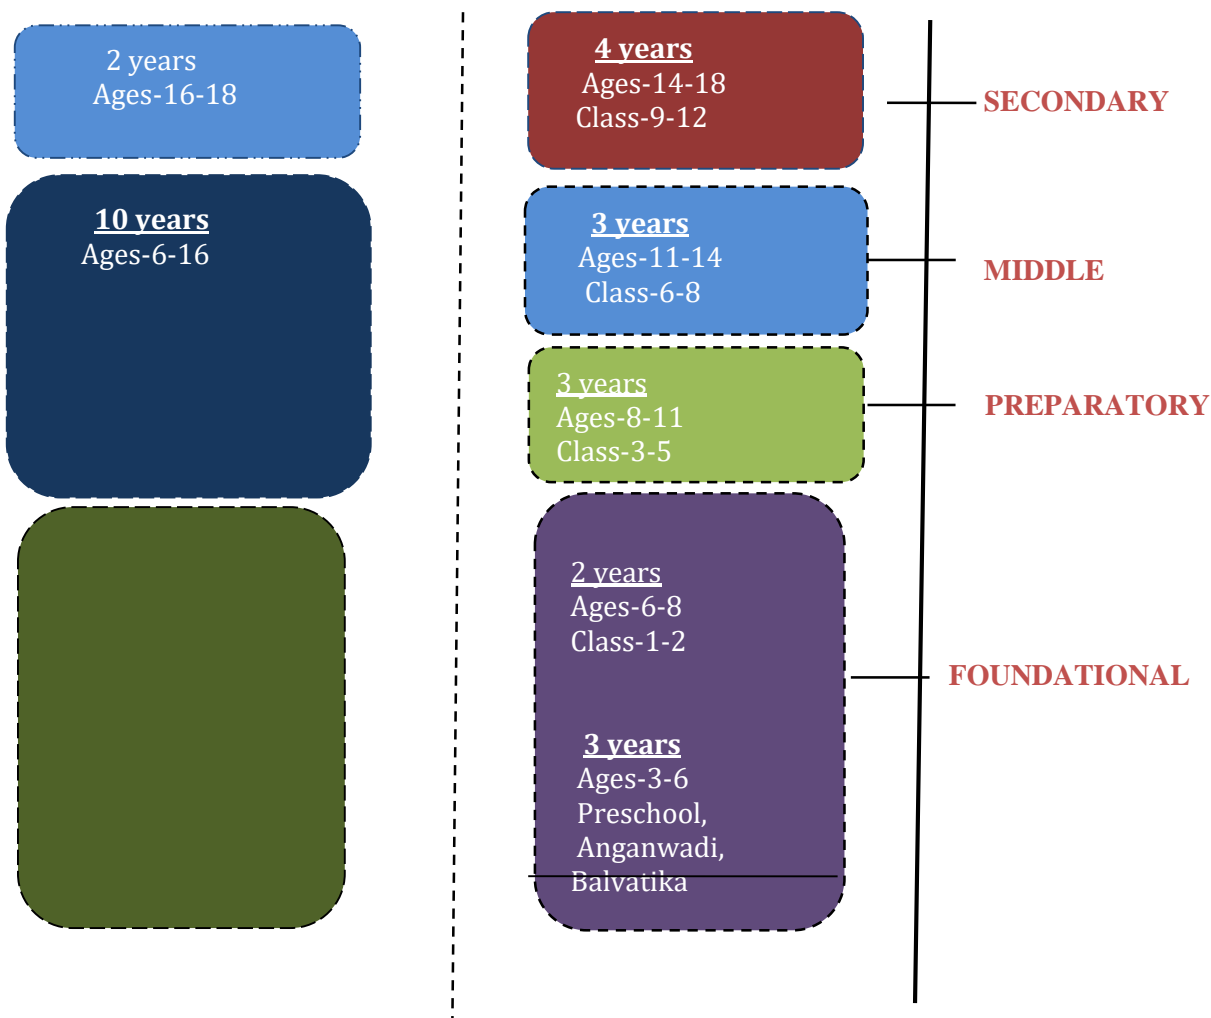 2 years
Ages-16-18
10 years
Ages-6-16
4 years
Ages-14-18
Class-9-12
SECONDARY
3 years
Ages-11-14
Class-6-8
MIDDLE
3 years
Ages-8-11
Class-3-5
PREPARATORY
2 years
Ages-6-8
Class-1-2
FOUNDATIONAL
3 years
Ages-3-6
Preschool,
Anganwadi,
Balvatika